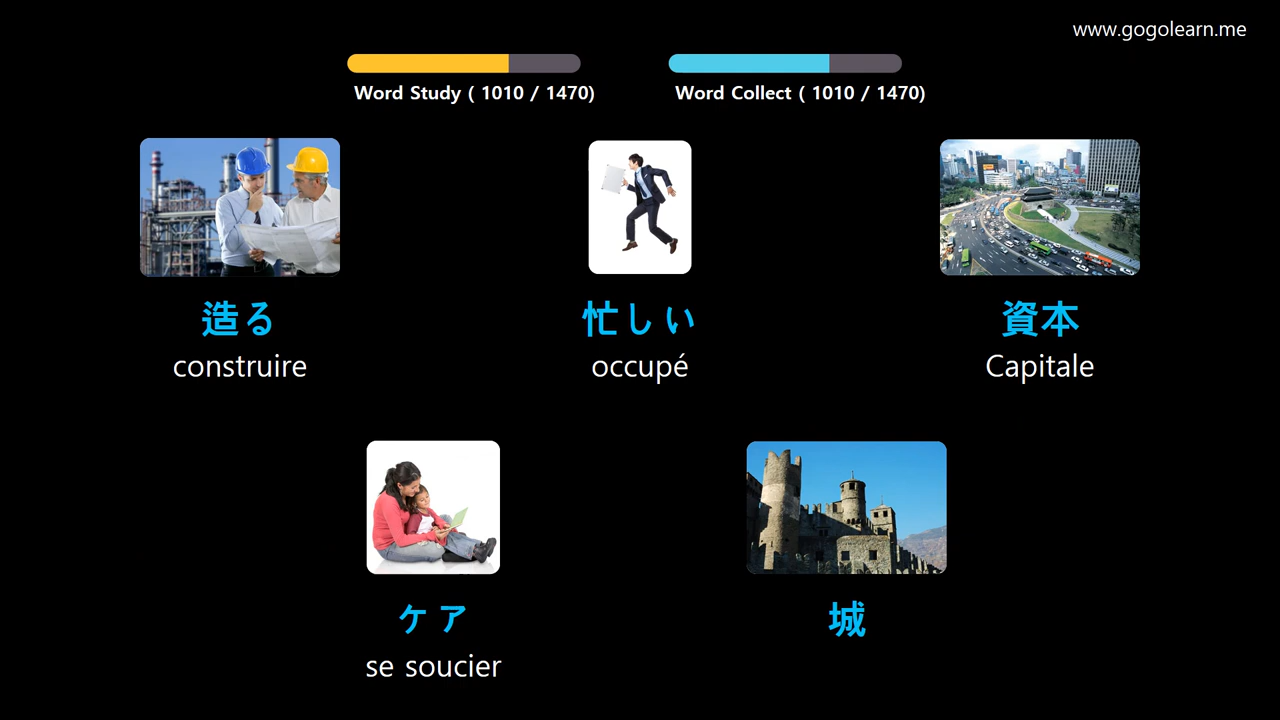 www.gogolearn.me
Word Study ( 1010 / 1470)
Word Collect ( 1010 / 1470)
造る
construire
忙しい
occupé
資本
Capitale
ケア
se soucier
城